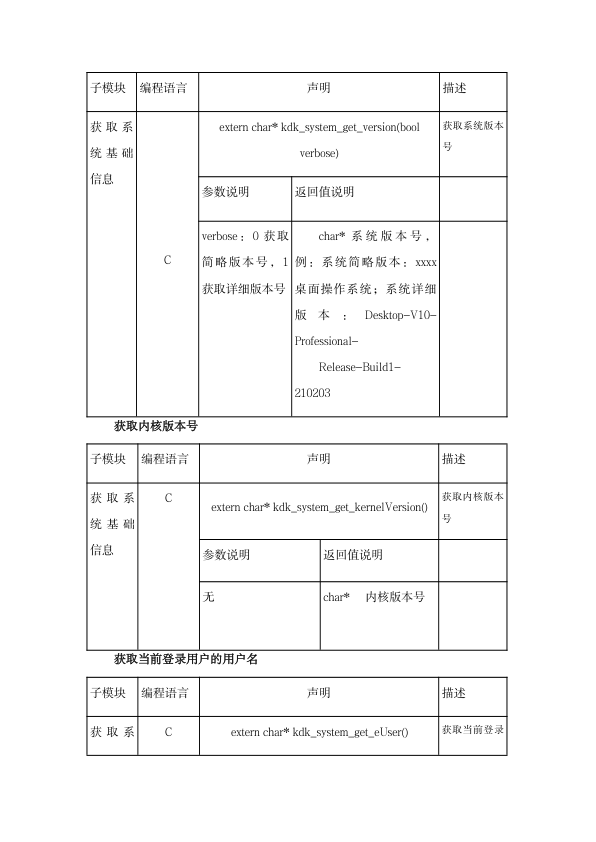 子模块 编程语言 声明 描述
获取系统基础信息
C
extern char* kdk_system_get_version(bool
verbose)
获取系统版本
号
参数说明 返回值说明
verbose：0 获取
简略版本号，1
获取详细版本号
char* 系统版本号，
例：系统简略版本：xxxx
桌面操作系统；系统详细
版本：Desktop-V10-
Professional-
Release-Build1-
210203
获取内核版本号
子模块 编程语言 声明 描述
获取系
统基础
信息
C
extern char* kdk_system_get_kernelVersion()
获取内核版本
号
参数说明 返回值说明
无 char* 内核版本号
获取当前登录用户的用户名
子模块 编程语言 声明 描述
获取系 C extern char* kdk_system_get_eUser() 获取当前登录